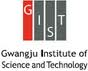 GIST
Gwangju Institute of
Science and Technology